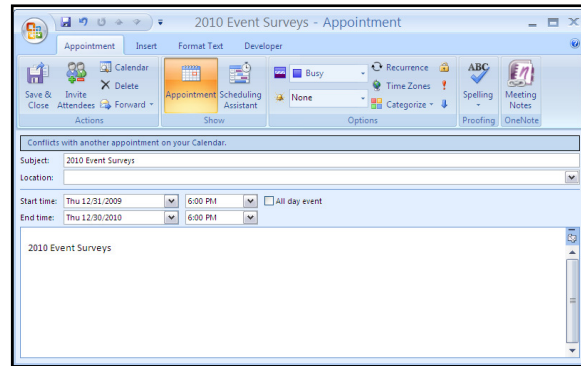 2010 Event Surveys - Appointment
Appointment Insert Format Text Developer
Save & Close
Invite Attendees
Calendar
Delete
Forward
Actions
Appointment
Scheduling Assistant
Show
Busy
None
Recurrence
Time Zones
Categorize
Options
ABC
Spelling
Proofing
Meeting Notes
OneNote
Conflicts with another appointment on your Calendar.
Subject: 2010 Event Surveys
Location:
Start time: Thu 12/31/2009 6:00 PM All day event
End time: Thu 12/30/2010 6:00 PM
2010 Event Surveys